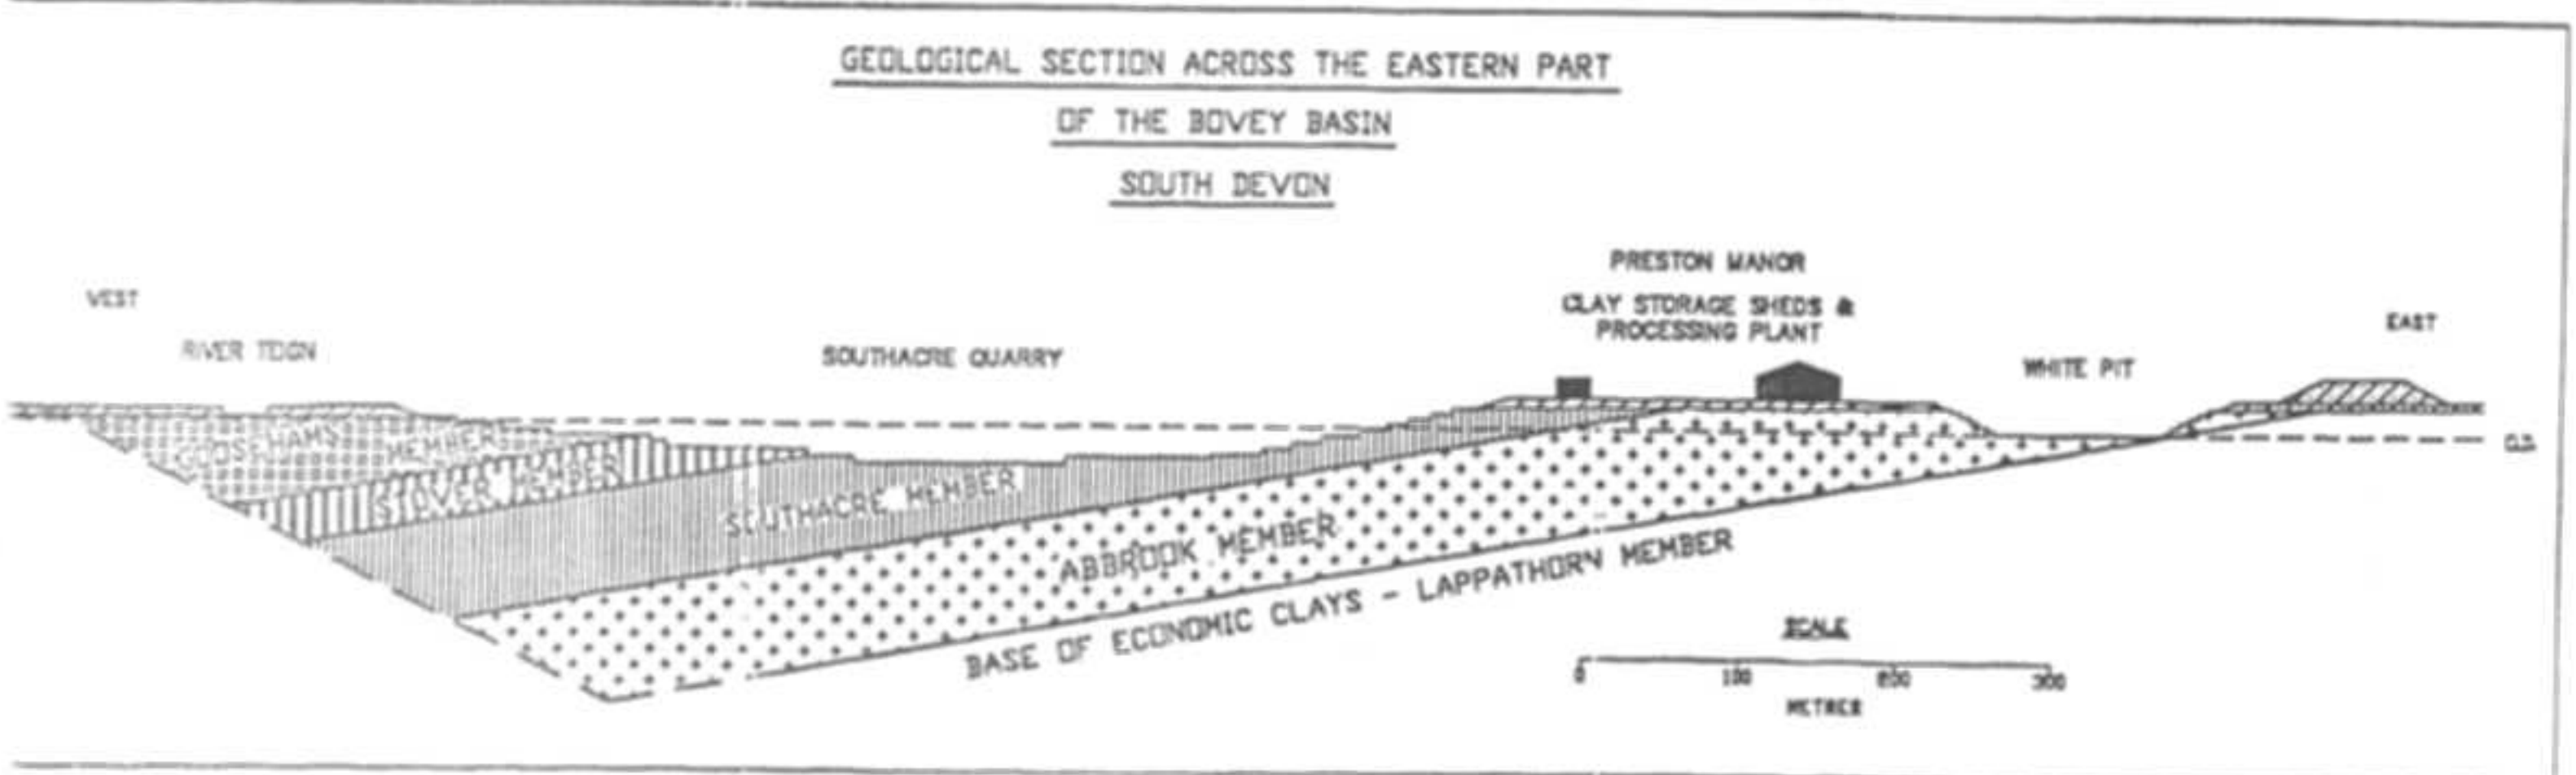 GEOLOGICAL SECTION ACROSS THE EASTERN PART
OF THE BOVEY BASIN
SOUTH DEVON
PRESTON MANOR
CLAY STORAGE SHEDS &
PROCESSING PLANT
WEST
EAST
RIVER TEIGN
SOUTHACRE QUARRY
WHITE PIT
GOOSEHAMS MEMBER
STOVER MEMBER
SOUTHACRE MEMBER
ABBROOK MEMBER
BASE OF ECONOMIC CLAYS - LAPPATHORN MEMBER
SCALE
0 100 200 300
METRES